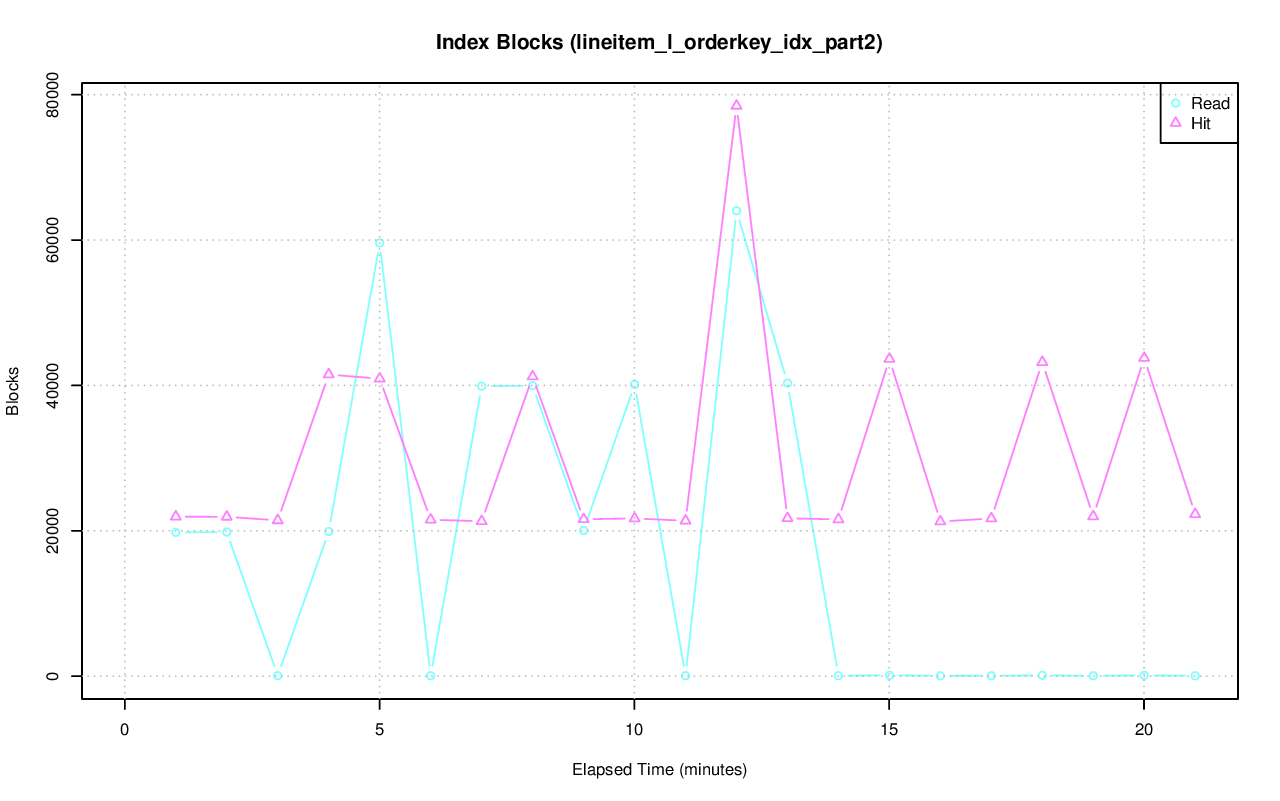 Index Blocks (lineitem_l_orderkey_idx_part2)
Read
Hit
80000
60000
40000
20000
0
Blocks
0 5 10 15 20
Elapsed Time (minutes)